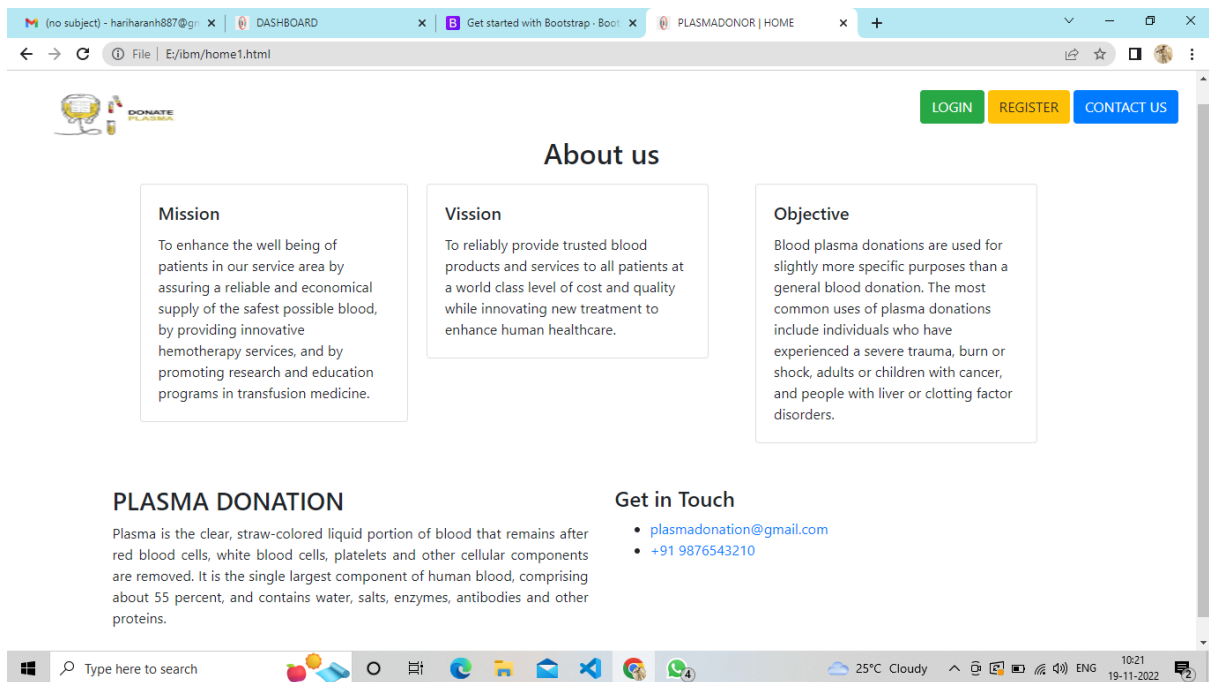 (no subject) - hariharanh887@gm
DASHBOARD
Get started with Bootstrap · Boot
PLASMADONOR | HOME
File | E:/ibm/home1.html
DONATE
PLASMA
LOGIN
REGISTER
CONTACT US
About us
Mission
To enhance the well being of
patients in our service area by
assuring a reliable and economical
supply of the safest possible blood,
by providing innovative
hemotherapy services, and by
promoting research and education
programs in transfusion medicine.
Vission
To reliably provide trusted blood
products and services to all patients at
a world class level of cost and quality
while innovating new treatment to
enhance human healthcare.
Objective
Blood plasma donations are used for
slightly more specific purposes than a
general blood donation. The most
common uses of plasma donations
include individuals who have
experienced a severe trauma, burn or
shock, adults or children with cancer,
and people with liver or clotting factor
disorders.
PLASMA DONATION
Plasma is the clear, straw-colored liquid portion of blood that remains after
red blood cells, white blood cells, platelets and other cellular components
are removed. It is the single largest component of human blood, comprising
about 55 percent, and contains water, salts, enzymes, antibodies and other
proteins.
Get in Touch
plasmadonation@gmail.com
+91 9876543210
Type here to search
4
25°C Cloudy
ENG
10:21
19-11-2022
2